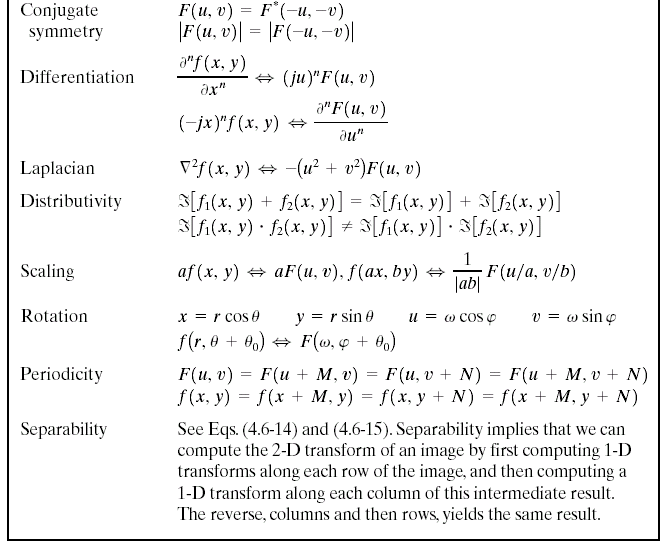 Conjugate F(u, v) = F*(−u, −v)
symmetry |F(u, v)| = |F(−u, −v)|
Differentiation ∂ⁿf(x, y)/∂xⁿ ⇔ (ju)ⁿF(u, v)
(−jx)ⁿf(x, y) ⇔ ∂ⁿF(u, v)/∂uⁿ
Laplacian ∇²f(x, y) ⇔ −(u² + v²)F(u, v)
Distributivity ℑ[f₁(x, y) + f₂(x, y)] = ℑ[f₁(x, y)] + ℑ[f₂(x, y)]
ℑ[f₁(x, y) · f₂(x, y)] ≠ ℑ[f₁(x, y)] · ℑ[f₂(x, y)]
Scaling af(x, y) ⇔ aF(u, v), f(ax, by) ⇔ 1/|ab| F(u/a, v/b)
Rotation x = r cos θ y = r sin θ u = ω cos φ v = ω sin φ
f(r, θ + θ₀) ⇔ F(ω, φ + θ₀)
Periodicity F(u, v) = F(u + M, v) = F(u, v + N) = F(u + M, v + N)
f(x, y) = f(x + M, y) = f(x, y + N) = f(x + M, y + N)
Separability See Eqs. (4.6-14) and (4.6-15). Separability implies that we can
compute the 2-D transform of an image by first computing 1-D
transforms along each row of the image, and then computing a
1-D transform along each column of this intermediate result.
The reverse, columns and then rows, yields the same result.